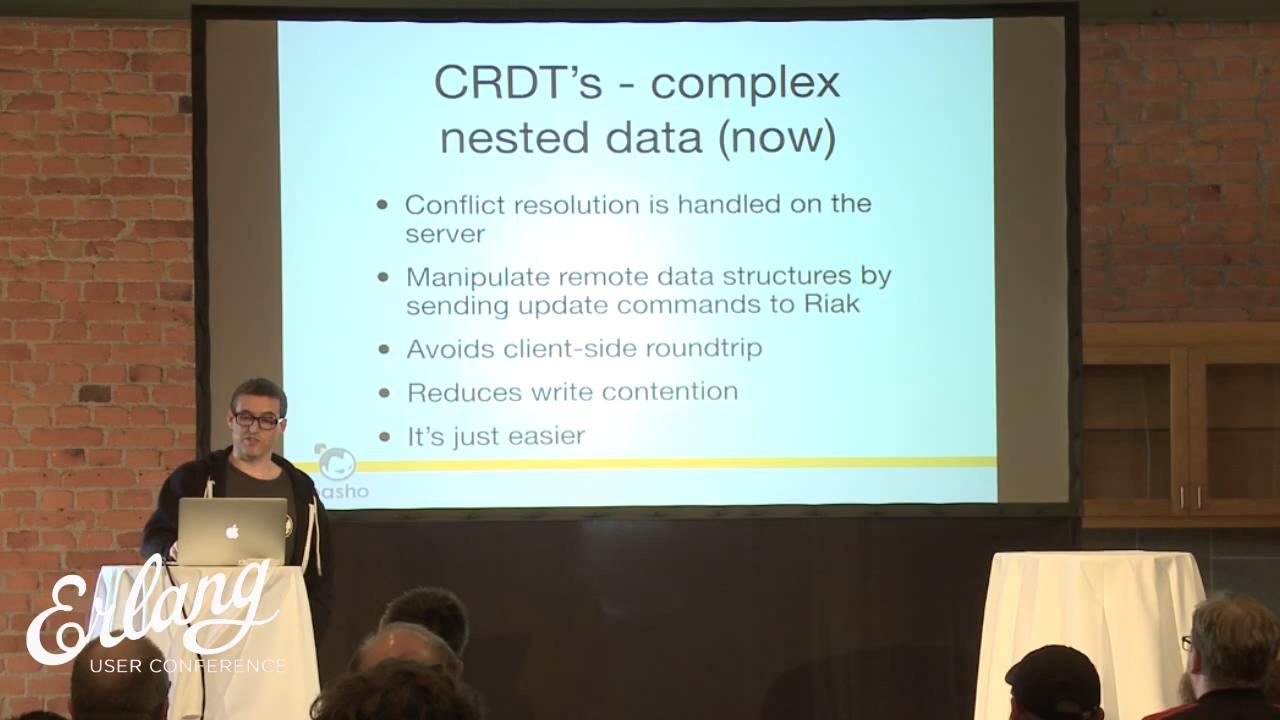 CRDT's - complex
nested data (now)
• Conflict resolution is handled on the
server
• Manipulate remote data structures by
sending update commands to Riak
• Avoids client-side roundtrip
• Reduces write contention
• It's just easier
basho
Erlang
USER CONFERENCE